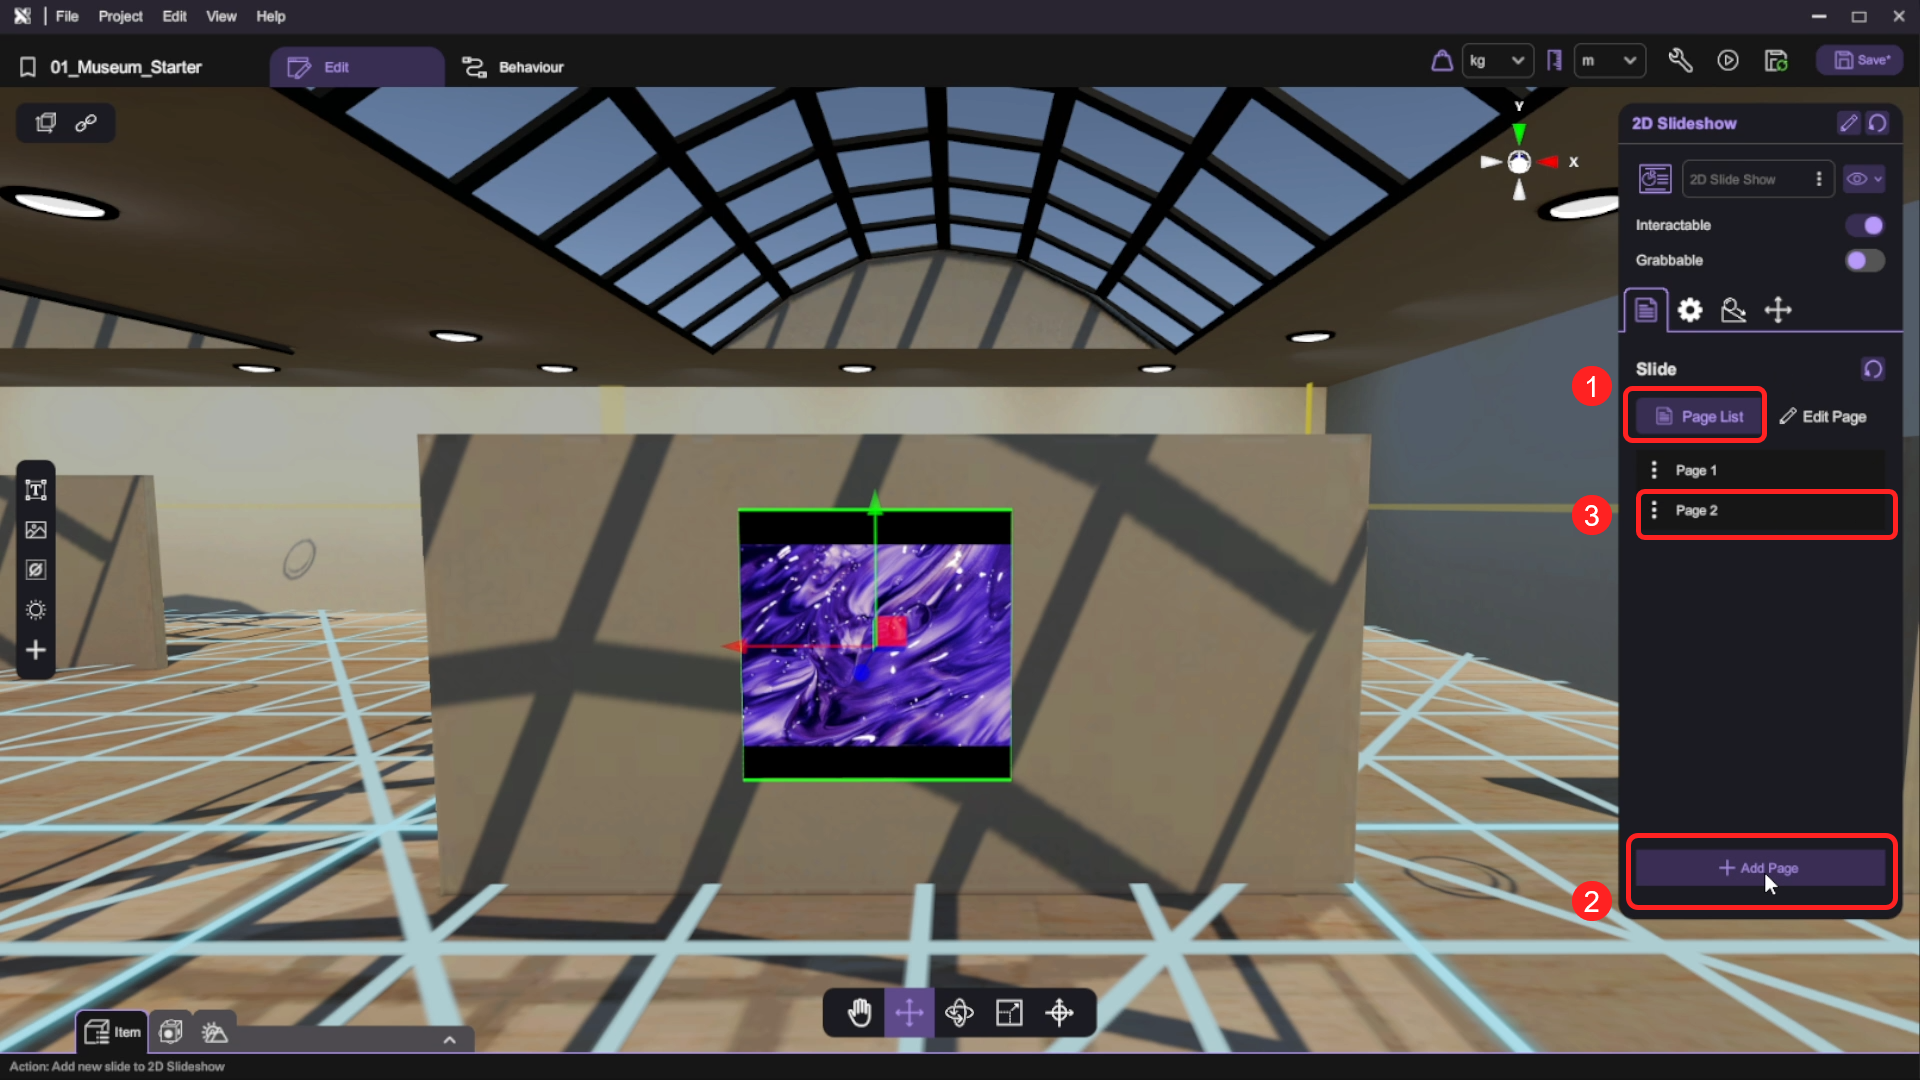 File Project Edit View Help
01_Museum_Starter Edit Behaviour kg m Save*
Y
X
2D Slideshow
2D Slide Show
Interactable
Grabbable
Slide
1
Page List Edit Page
Page 1
3
Page 2
Add Page
2
Item
Action: Add new slide to 2D Slideshow